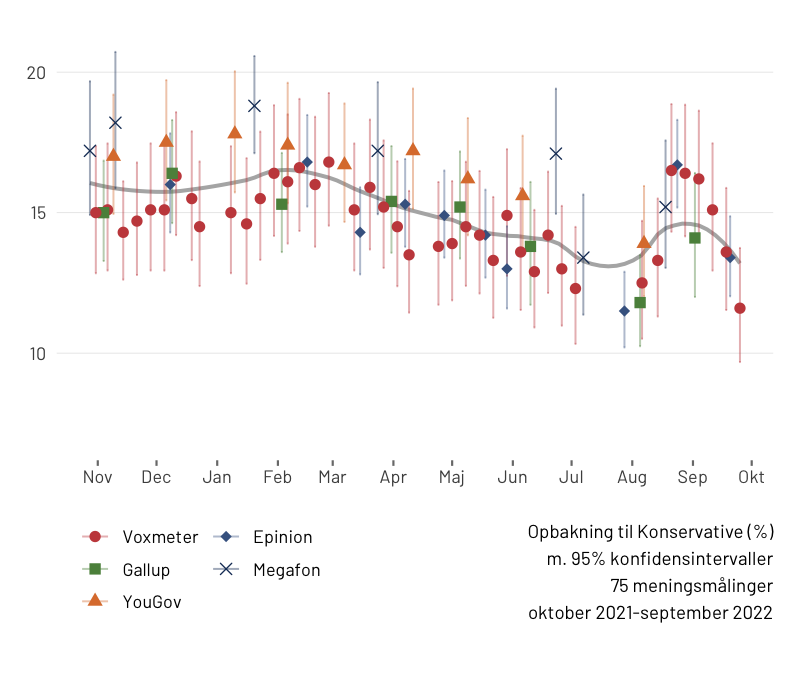 20
15
10
Nov Dec Jan Feb Mar Apr Maj Jun Jul Aug Sep Okt
Voxmeter Epinion
Gallup Megafon
YouGov
Opbakning til Konservative (%)
m. 95% konfidensintervaller
75 meningsmålinger
oktober 2021-september 2022